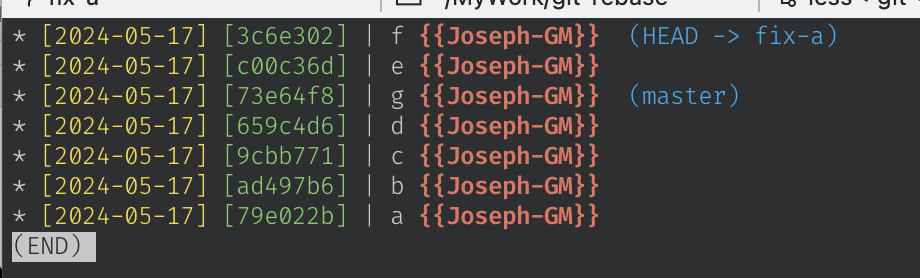 fix-a
~/MyWork/git-rebase
less ‹ git
* [2024-05-17] [3c6e302] | f {{Joseph-GM}}  (HEAD -> fix-a)
* [2024-05-17] [c00c36d] | e {{Joseph-GM}}
* [2024-05-17] [73e64f8] | g {{Joseph-GM}}  (master)
* [2024-05-17] [659c4d6] | d {{Joseph-GM}}
* [2024-05-17] [9cbb771] | c {{Joseph-GM}}
* [2024-05-17] [ad497b6] | b {{Joseph-GM}}
* [2024-05-17] [79e022b] | a {{Joseph-GM}}
(END)